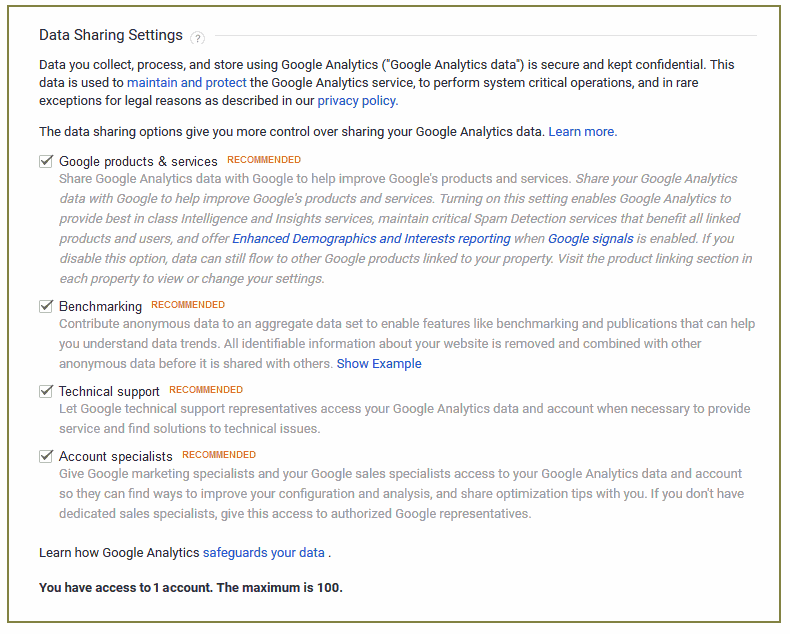 Data Sharing Settings ?
Data you collect, process, and store using Google Analytics ("Google Analytics data") is secure and kept confidential. This
data is used to maintain and protect the Google Analytics service, to perform system critical operations, and in rare
exceptions for legal reasons as described in our privacy policy.
The data sharing options give you more control over sharing your Google Analytics data. Learn more.
Google products & services RECOMMENDED
Share Google Analytics data with Google to help improve Google's products and services. Share your Google Analytics
data with Google to help improve Google's products and services. Turning on this setting enables Google Analytics to
provide best in class Intelligence and Insights services, maintain critical Spam Detection services that benefit all linked
products and users, and offer Enhanced Demographics and Interests reporting when Google signals is enabled. If you
disable this option, data can still flow to other Google products linked to your property. Visit the product linking section in
each property to view or change your settings.
Benchmarking RECOMMENDED
Contribute anonymous data to an aggregate data set to enable features like benchmarking and publications that can help
you understand data trends. All identifiable information about your website is removed and combined with other
anonymous data before it is shared with others. Show Example
Technical support RECOMMENDED
Let Google technical support representatives access your Google Analytics data and account when necessary to provide
service and find solutions to technical issues.
Account specialists RECOMMENDED
Give Google marketing specialists and your Google sales specialists access to your Google Analytics data and account
so they can find ways to improve your configuration and analysis, and share optimization tips with you. If you don't have
dedicated sales specialists, give this access to authorized Google representatives.
Learn how Google Analytics safeguards your data .
You have access to 1 account. The maximum is 100.